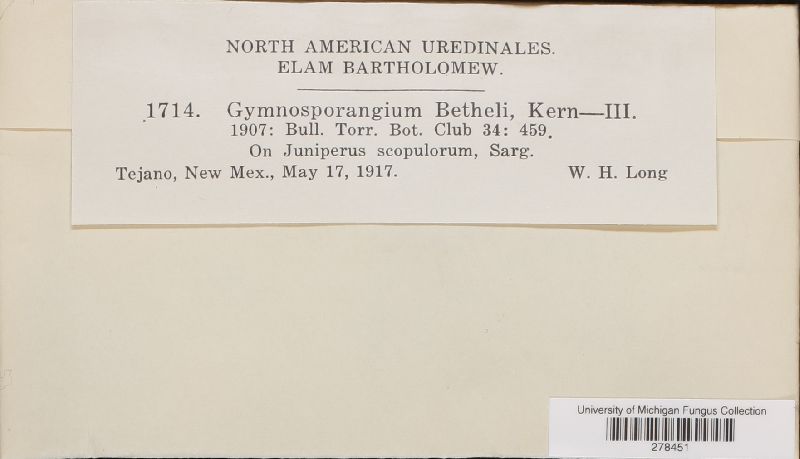 NORTH AMERICAN UREDINALES.
ELAM BARTHOLOMEW.
1714. Gymnosporangium Betheli, Kern—III.
1907: Bull. Torr. Bot. Club 34: 459.
On Juniperus scopulorum, Sarg.
Tejano, New Mex., May 17, 1917. W. H. Long
University of Michigan Fungus Collection
278451